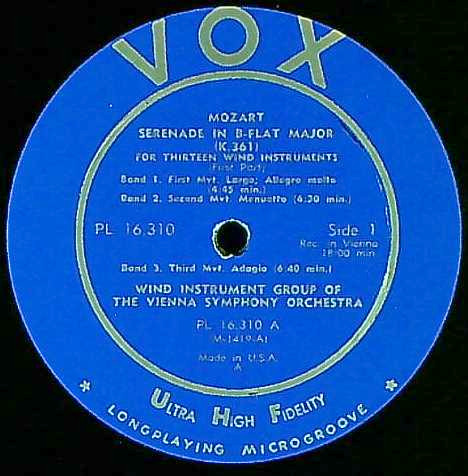 VOX
MOZART
SERENADE IN B-FLAT MAJOR
(K.361)
FOR THIRTEEN WIND INSTRUMENTS
(First Part)
Band 1. First Mvt. Largo; Allegro molto
(6:45 min.)
Band 2. Second Mvt. Menuetto (6:30 min.)
PL 16.310
Side 1
Rec. in Vienna
18:00 min
Band 3. Third Mvt. Adagio (6:40 min.)
WIND INSTRUMENT GROUP OF
THE VIENNA SYMPHONY ORCHESTRA
PL 16.310 A
M-1419-A1
Made in U.S.A.
A
ULTRA HIGH FIDELITY
LONGPLAYING MICROGROOVE